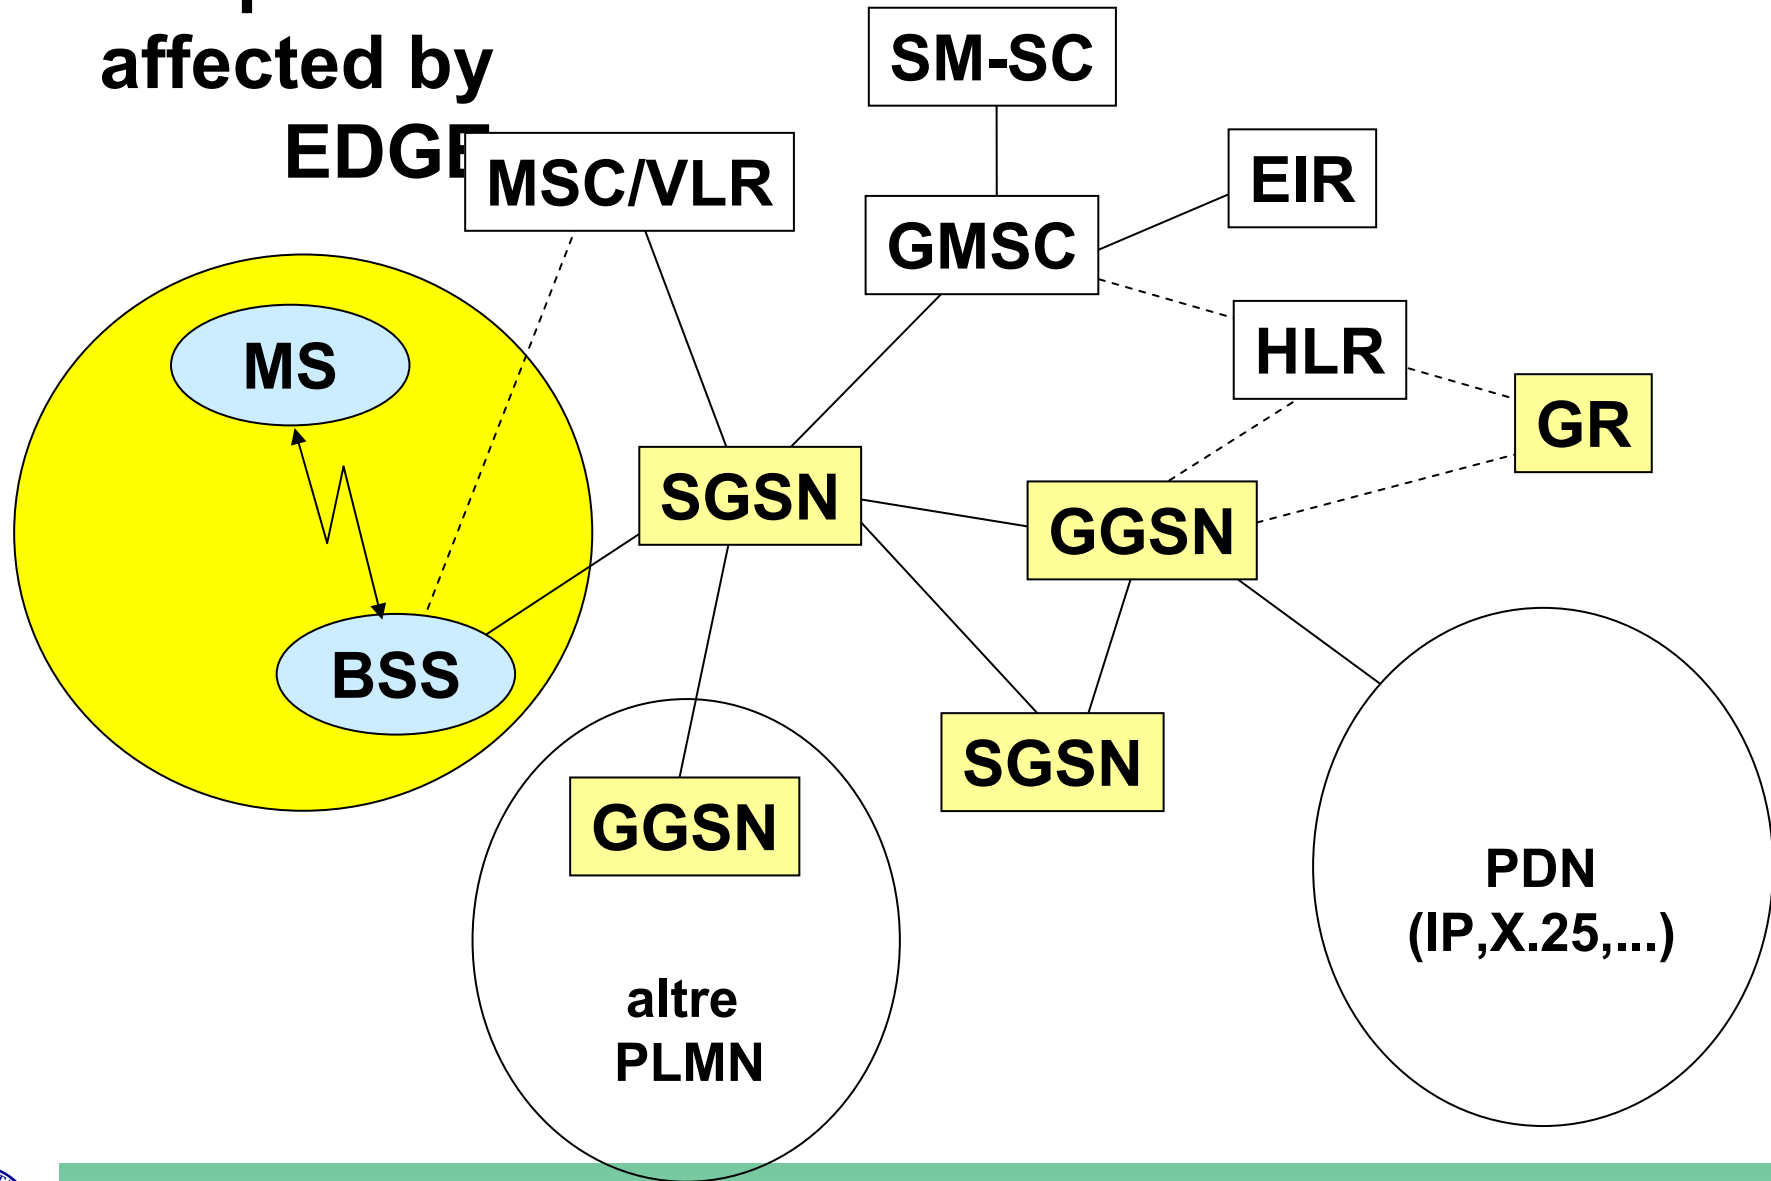 affected by
EDGE
SM-SC
MSC/VLR
EIR
GMSC
HLR
MS
GR
SGSN
GGSN
BSS
SGSN
GGSN
PDN
(IP,X.25,...)
altre
PLMN